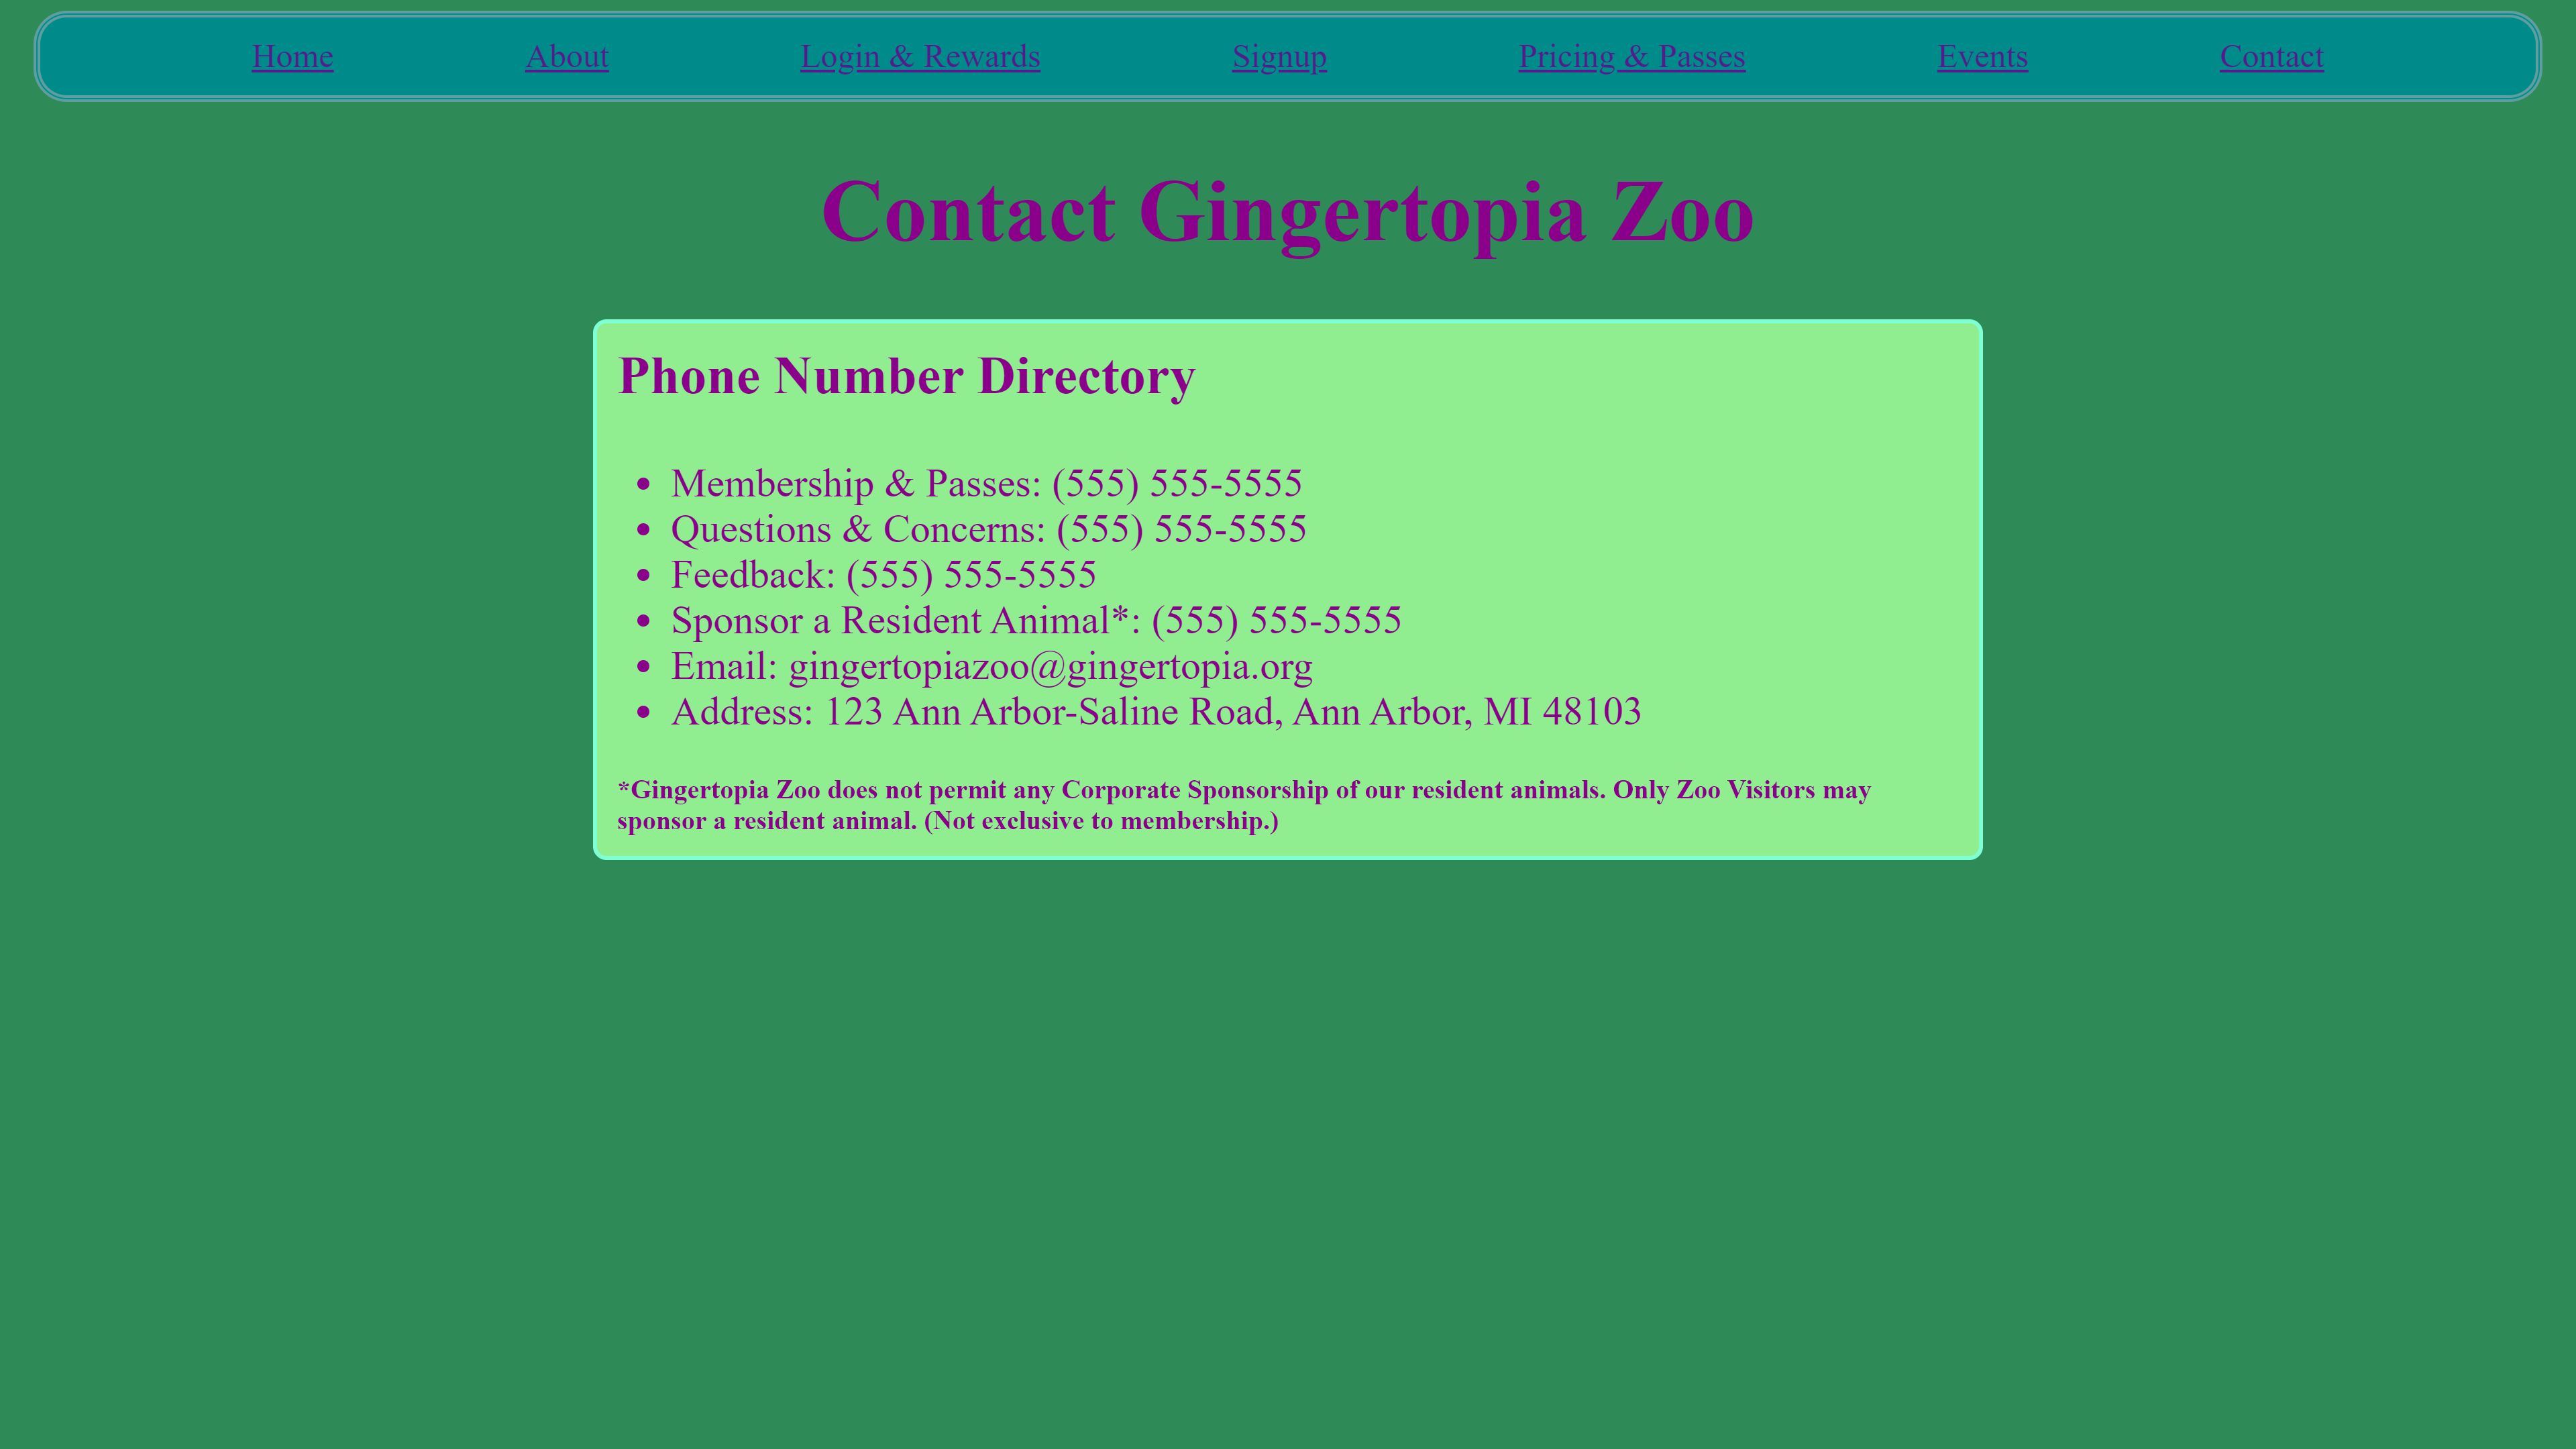 Home About Login & Rewards Signup Pricing & Passes Events Contact
Contact Gingertopia Zoo
Phone Number Directory
• Membership & Passes: (555) 555-5555
• Questions & Concerns: (555) 555-5555
• Feedback: (555) 555-5555
• Sponsor a Resident Animal*: (555) 555-5555
• Email: gingertopiazoo@gingertopia.org
• Address: 123 Ann Arbor-Saline Road, Ann Arbor, MI 48103
*Gingertopia Zoo does not permit any Corporate Sponsorship of our resident animals. Only Zoo Visitors may
sponsor a resident animal. (Not exclusive to membership.)